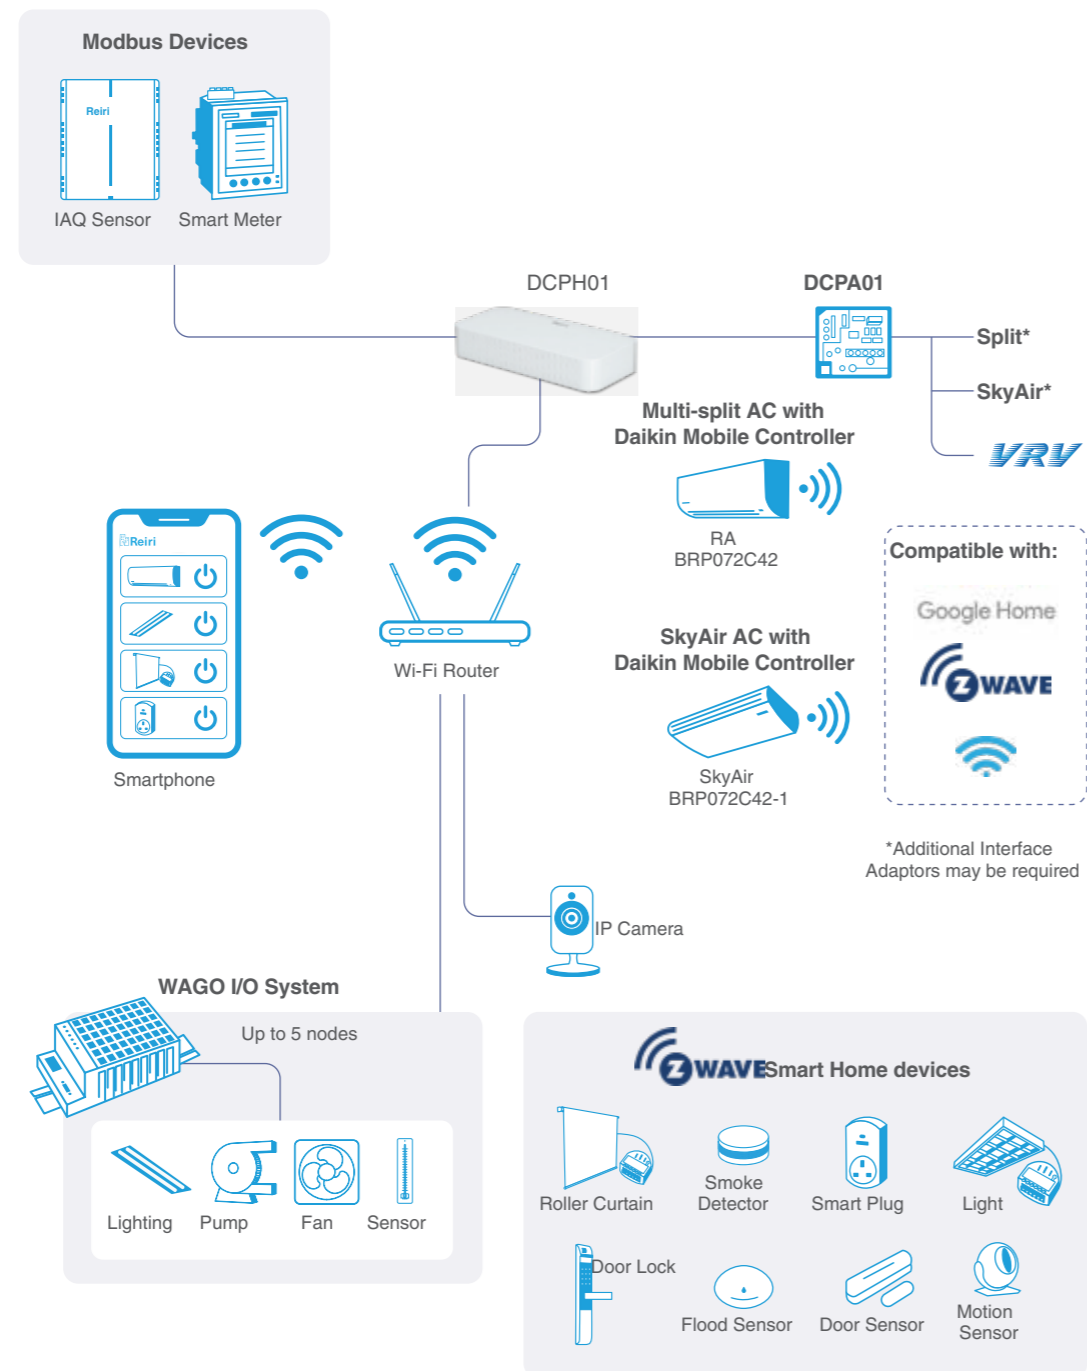 Modbus Devices
Reiri
IAQ Sensor
Smart Meter
DCPH01
DCPA01
Split*
SkyAir*
VRV
Multi-split AC with
Daikin Mobile Controller
RA
BRP072C42
Reiri
Smartphone
Wi-Fi Router
SkyAir AC with
Daikin Mobile Controller
SkyAir
BRP072C42-1
Compatible with:
Google Home
Z WAVE
*Additional Interface
Adaptors may be required
IP Camera
WAGO I/O System
Up to 5 nodes
Lighting
Pump
Fan
Sensor
Z WAVE Smart Home devices
Roller Curtain
Smoke
Detector
Smart Plug
Light
Door Lock
Flood Sensor
Door Sensor
Motion
Sensor